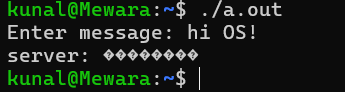 kunal@Mewara:~$ ./a.out
Enter message: hi OS!
server: ���������
kunal@Mewara:~$